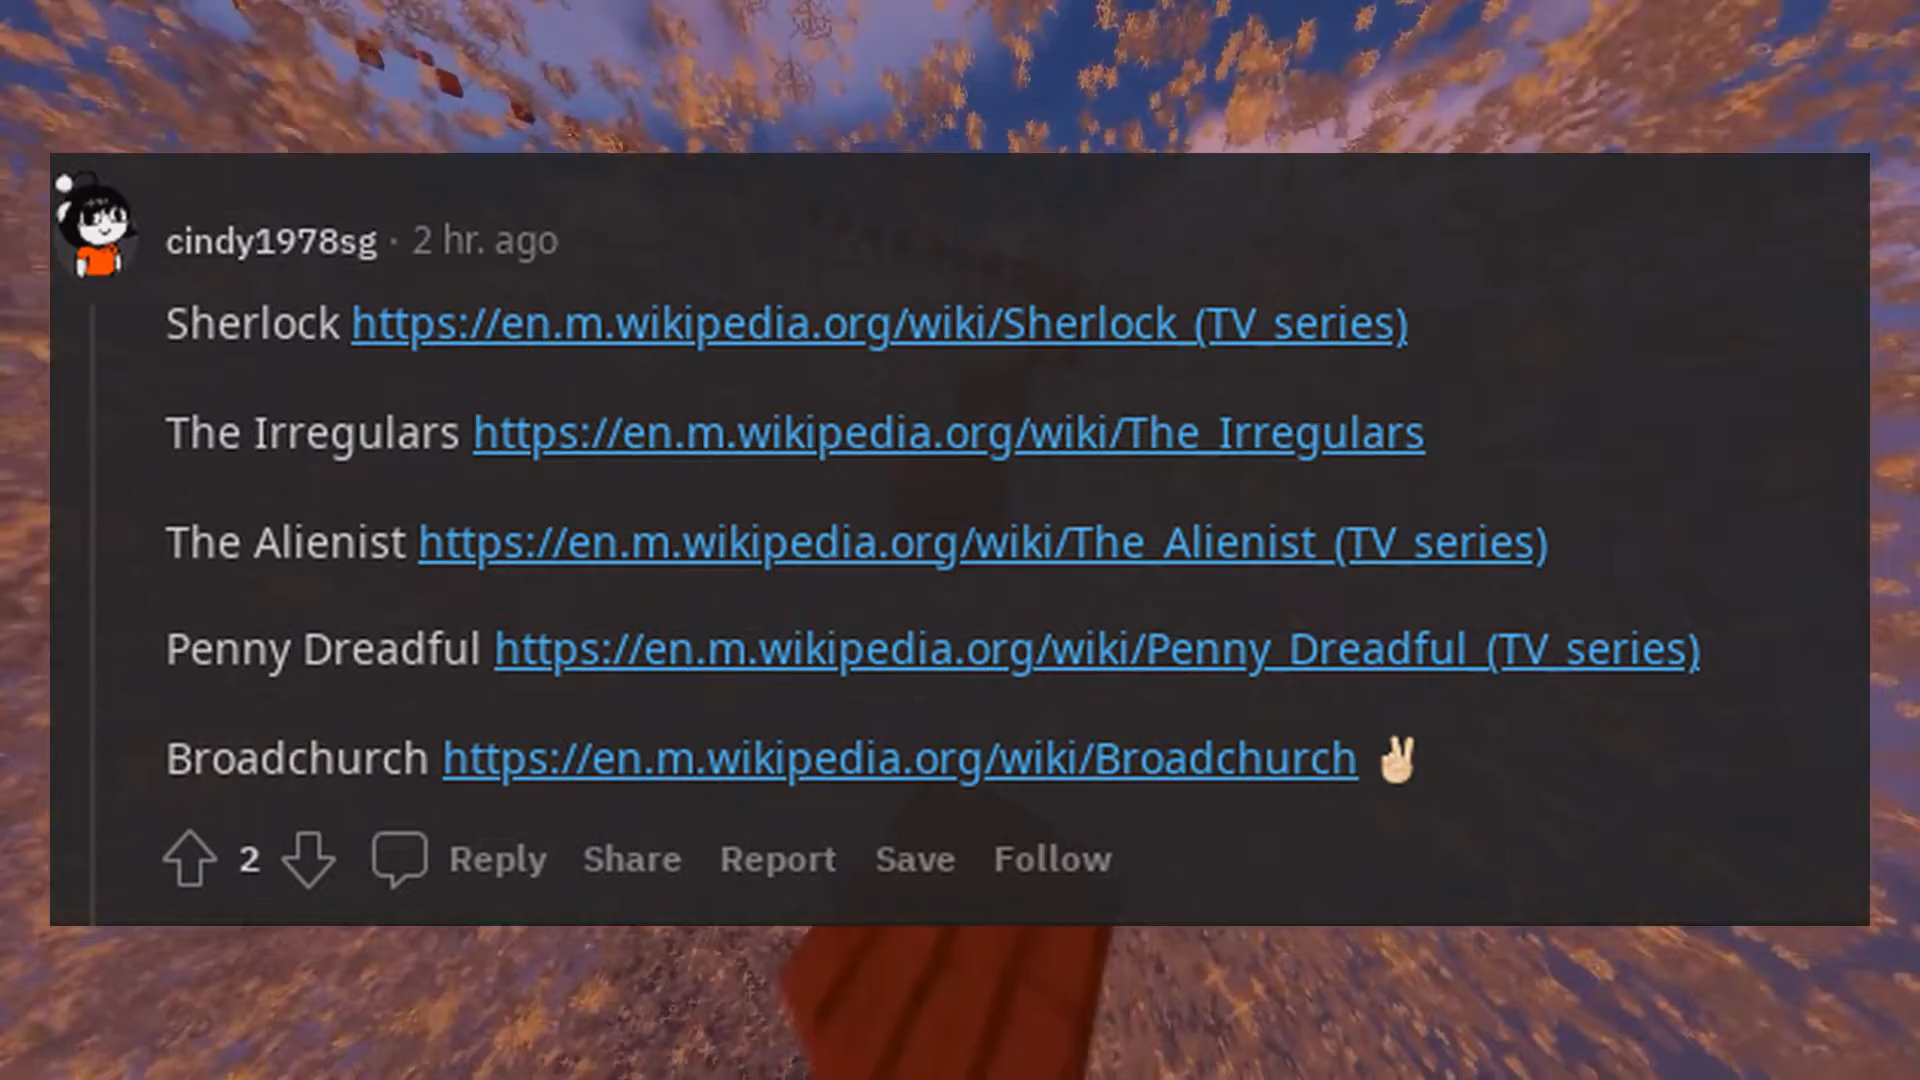 cindy1978sg · 2 hr. ago
Sherlock https://en.m.wikipedia.org/wiki/Sherlock_(TV_series)
The Irregulars https://en.m.wikipedia.org/wiki/The_Irregulars
The Alienist https://en.m.wikipedia.org/wiki/The_Alienist_(TV_series)
Penny Dreadful https://en.m.wikipedia.org/wiki/Penny_Dreadful_(TV_series)
Broadchurch https://en.m.wikipedia.org/wiki/Broadchurch ✌🏻
2 Reply Share Report Save Follow